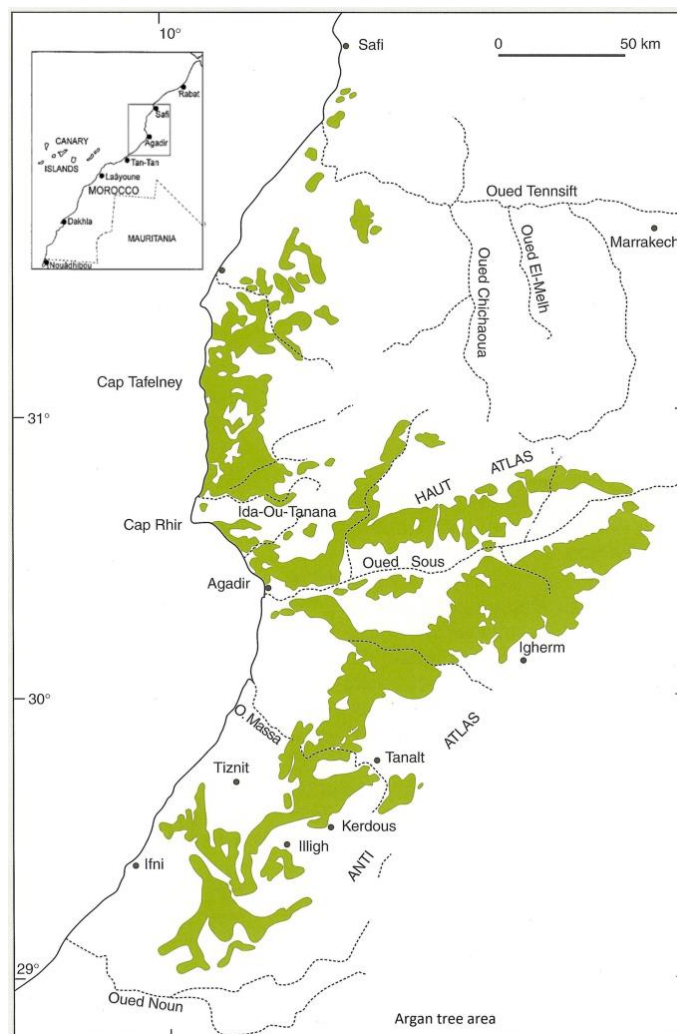 10°
Safi
0
50 km
Rabat
Safi
Agadir
CANARY
ISLANDS
Tan-Tan
Laâyoune
MOROCCO
Dakhla
MAURITANIA
Nouâdhibou
Oued Tennsift
Marrakech
Oued Chichaoua
Oued El-Melh
Cap Tafelney
31°
HAUT
ATLAS
Ida-Ou-Tanana
Cap Rhir
Oued Sous
Agadir
Igherm
30°
O. Massa
ATLAS
Tanalt
Tiznit
Kerdous
Illigh
ANTI
Ifni
29°
Oued Noun
Argan tree area
10°